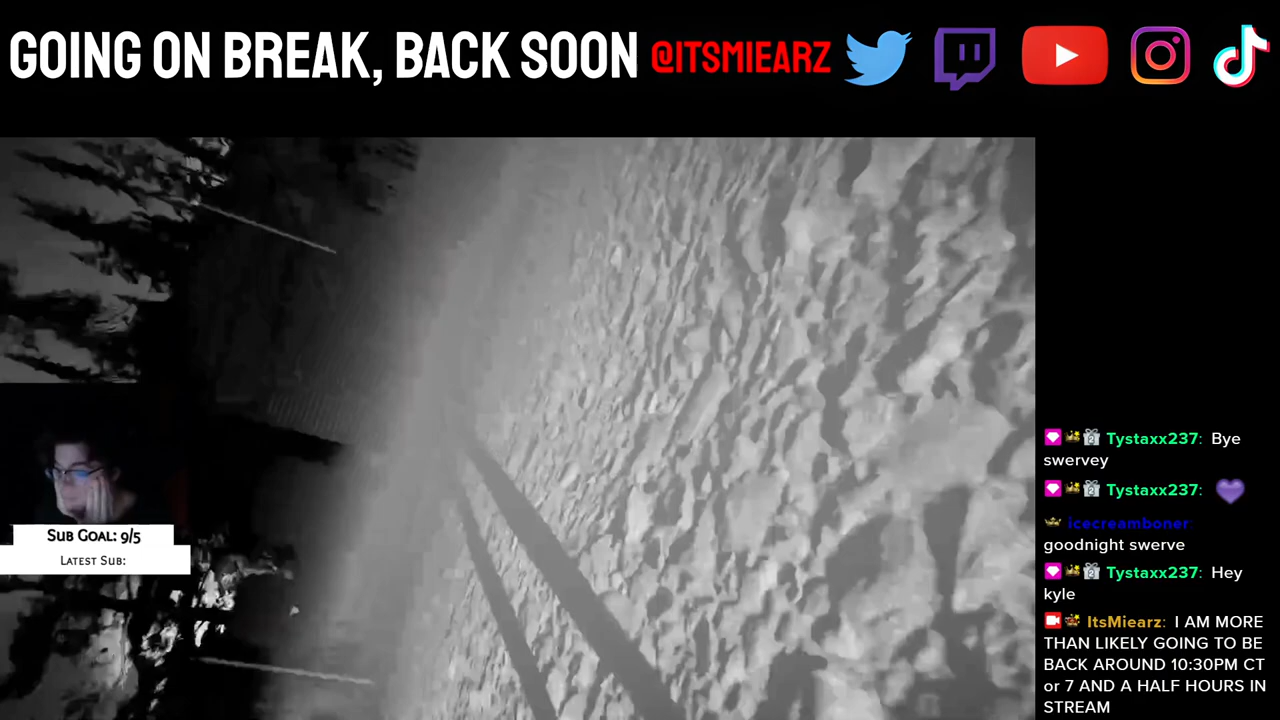 GOING ON BREAK, BACK SOON @ITSMIEARZ
Tystaxx237: Bye
swervey
Tystaxx237:
icecreamboner:
goodnight swerve
Tystaxx237: Hey
kyle
ItsMiearz: I AM MORE
THAN LIKELY GOING TO BE
BACK AROUND 10:30PM CT
or 7 AND A HALF HOURS IN
STREAM
Sub Goal: 9/5
Latest Sub: